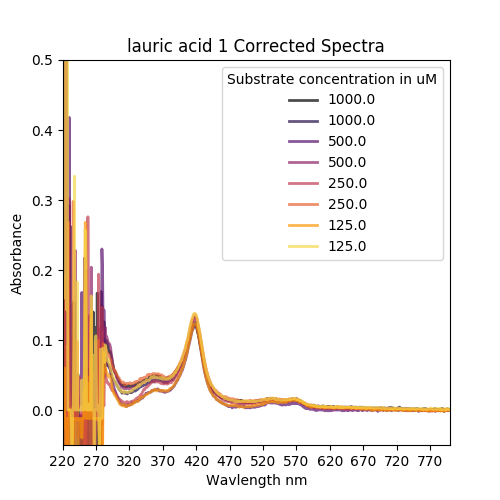 lauric acid 1 Corrected Spectra
Substrate concentration in uM
1000.0
1000.0
500.0
500.0
250.0
250.0
125.0
125.0
Absorbance
0.5
0.4
0.3
0.2
0.1
0.0
220 270 320 370 420 470 520 570 620 670 720 770
Wavlength nm